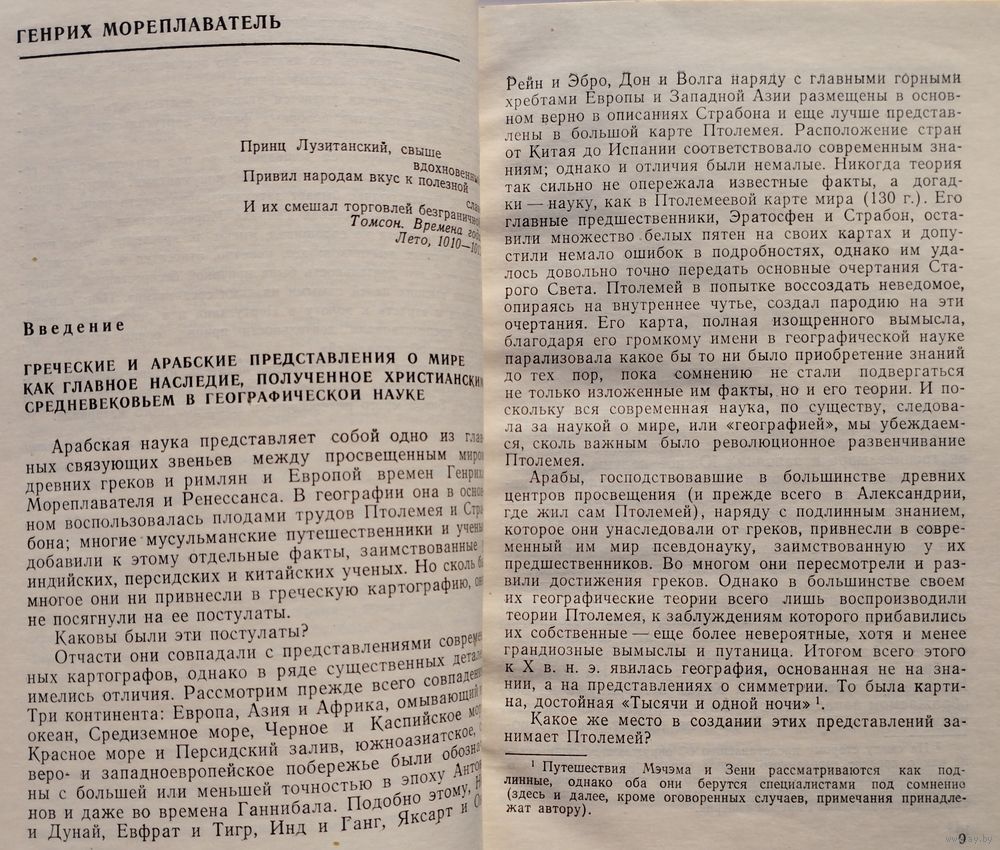 ГЕНРИХ МОРЕПЛАВАТЕЛЬ
Принц Лузитанский, свыше
вдохновенны
Привил народам вкус к полезной
слав
И их смешал торговлей безгранично
Томсон. Времена года
Лето, 1010—101
Введение
ГРЕЧЕСКИЕ И АРАБСКИЕ ПРЕДСТАВЛЕНИЯ О МИРЕ
КАК ГЛАВНОЕ НАСЛЕДИЕ, ПОЛУЧЕННОЕ ХРИСТИАНСКИ
СРЕДНЕВЕКОВЬЕМ В ГЕОГРАФИЧЕСКОЙ НАУКЕ
Арабская наука представляет собой одно из глав
ных связующих звеньев между просвещенным миром
древних греков и римлян и Европой времен Генриха
Мореплавателя и Ренессанса. В географии она в основ
ном воспользовалась плодами трудов Птолемея и Стра
бона; многие мусульманские путешественники и учены
добавили к этому отдельные факты, заимствованные
индийских, персидских и китайских ученых. Но сколь б
многое они ни привнесли в греческую картографию, он
не посягнули на ее постулаты.
Каковы были эти постулаты?
Отчасти они совпадали с представлениями соврем
ных картографов, однако в ряде существенных детале
имелись отличия. Рассмотрим прежде всего совпадени
Три континента: Европа, Азия и Африка, омывающий
океан, Средиземное море, Черное и Каспийское мор
Красное море и Персидский залив, южноазиатское,
веро- и западноевропейское побережье были обозна
ны с большей или меньшей точностью в эпоху Анто
нов и даже во времена Ганнибала. Подобно этому, Н
и Дунай, Евфрат и Тигр, Инд и Ганг, Яксарт и О
Рейн и Эбро, Дон и Волга наряду с главными горными
хребтами Европы и Западной Азии размещены в основ-
ном верно в описаниях Страбона и еще лучше представ-
лены в большой карте Птолемея. Расположение стран
от Китая до Испании соответствовало современным зна-
ниям; однако и отличия были немалые. Никогда теория
так сильно не опережала известные факты, а догад-
ки — науку, как в Птолемеевой карте мира (130 г.). Его
главные предшественники, Эратосфен и Страбон, оста-
вили множество белых пятен на своих картах и допу-
стили немало ошибок в подробностях, однако им уда-
лось довольно точно передать основные очертания Ста-
рого Света. Птолемей в попытке воссоздать неведомое,
опираясь на внутреннее чутье, создал пародию на эти
очертания. Его карта, полная изощренного вымысла,
благодаря его громкому имени в географической науке
парализовала какое бы то ни было приобретение знаний
до тех пор, пока сомнению не стали подвергаться
не только изложенные им факты, но и его теории. И по-
скольку вся современная наука, по существу, следова-
ла за наукой о мире, или «географией», мы убеждаем-
ся, сколь важным было революционное развенчивание
Птолемея.
Арабы, господствовавшие в большинстве древних
центров просвещения (и прежде всего в Александрии,
где жил сам Птолемей), наряду с подлинным знанием,
которое они унаследовали от греков, привнесли в совре-
менный им мир псевдонауку, заимствованную у их
предшественников. Во многом они пересмотрели и раз-
вили достижения греков. Однако в большинстве своем
их географические теории всего лишь воспроизводили
теории Птолемея, к заблуждениям которого прибавились
их собственные — еще более невероятные, хотя и менее
грандиозные вымыслы и путаница. Итогом всего этого
к X в. н. э. явилась география, основанная не на зна-
нии, а на представлениях о симметрии. То была карти-
на, достойная «Тысячи и одной ночи» ¹.
Какое же место в создании этих представлений за-
нимает Птолемей?
¹ Путешествия Мэчэма и Зени рассматриваются как под-
линные, однако оба они берутся специалистами под сомнение
(здесь и далее, кроме оговоренных случаев, примечания принадле-
жат автору).
9